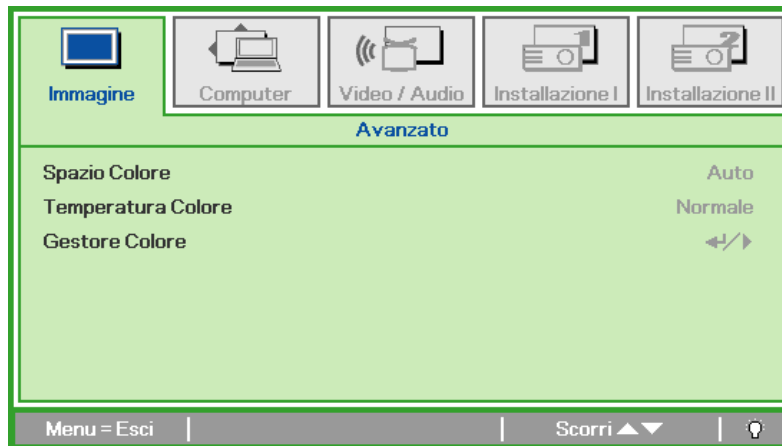 Immagine
Computer
Video / Audio
Installazione I
Installazione II
Avanzato
Spazio Colore Auto
Temperatura Colore Normale
Gestore Colore
Menu = Esci Scorri